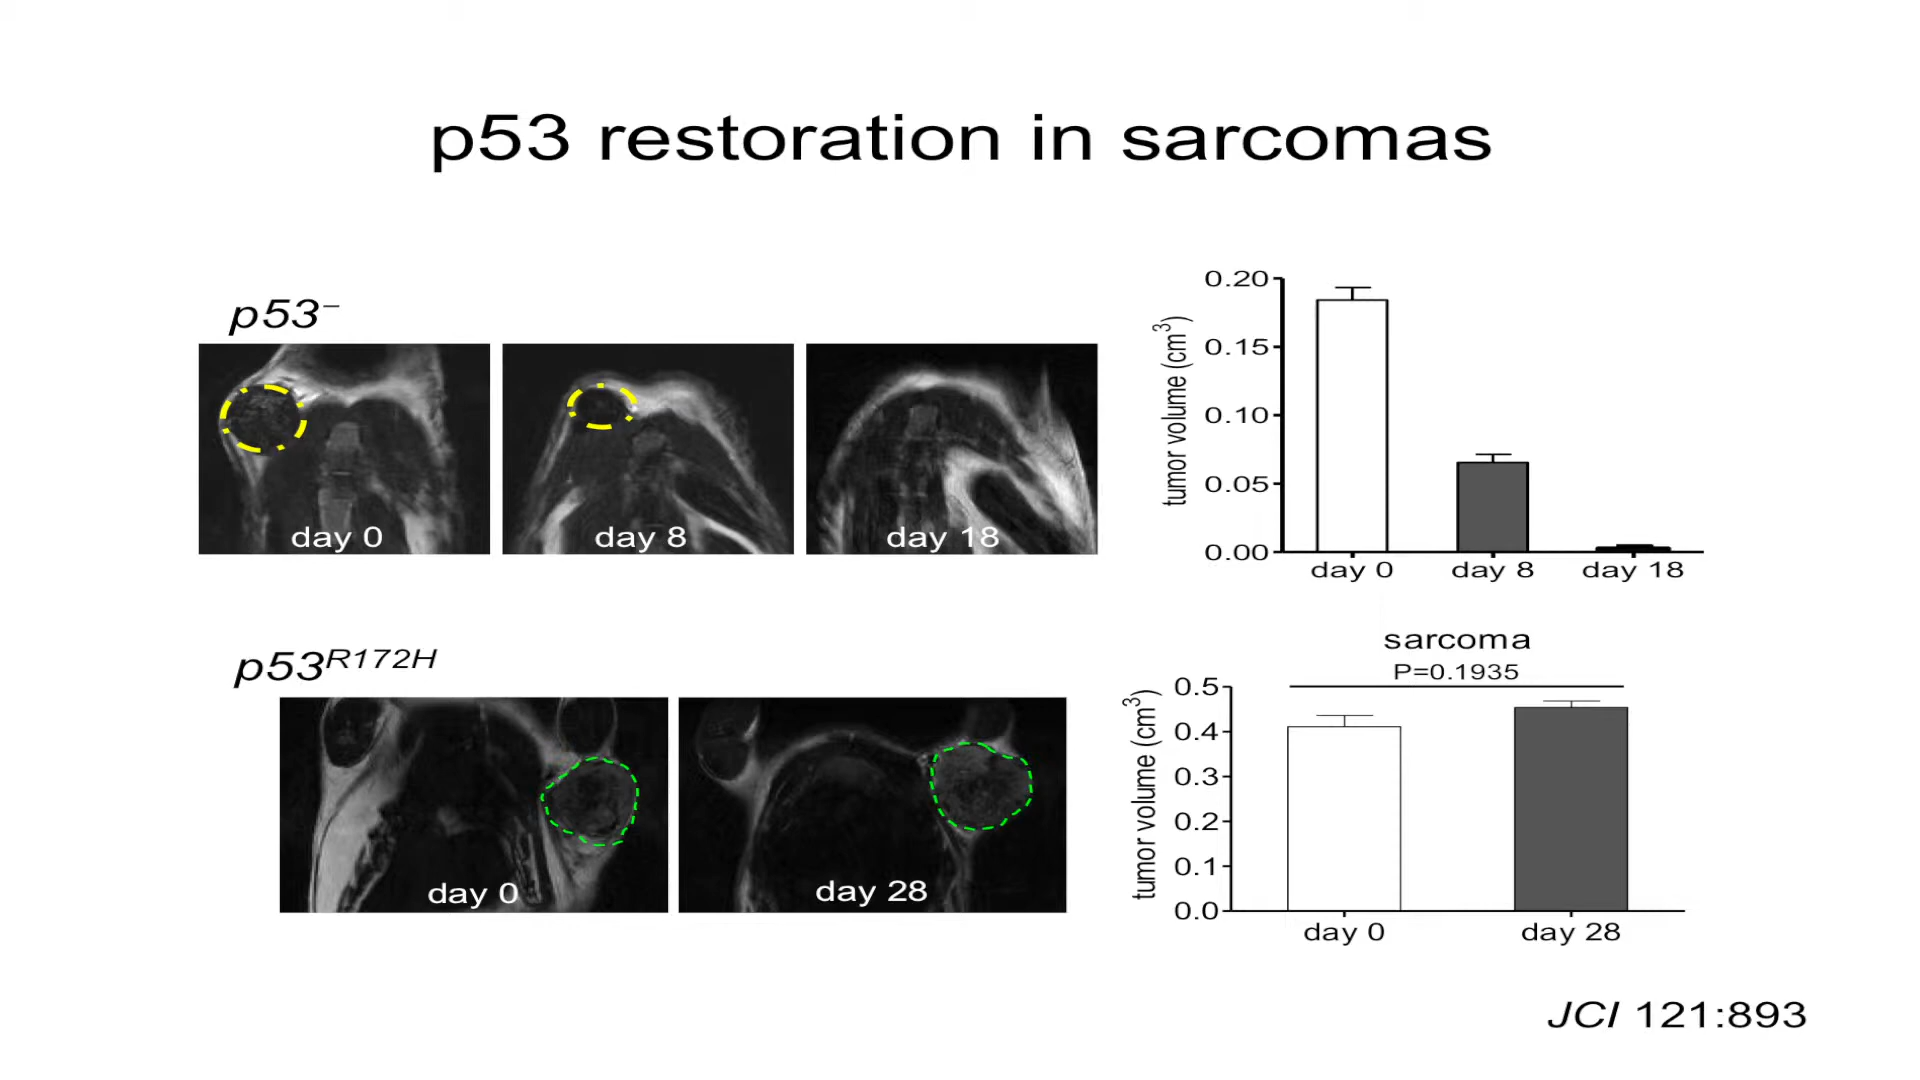 p53 restoration in sarcomas
p53–
day 0
day 8
day 18
tumor volume (cm3)
0.20
0.15
0.10
0.05
0.00
day 0
day 8
day 18
p53R172H
day 0
day 28
sarcoma
P=0.1935
tumor volume (cm3)
0.5
0.4
0.3
0.2
0.1
0.0
day 0
day 28
JCI 121:893